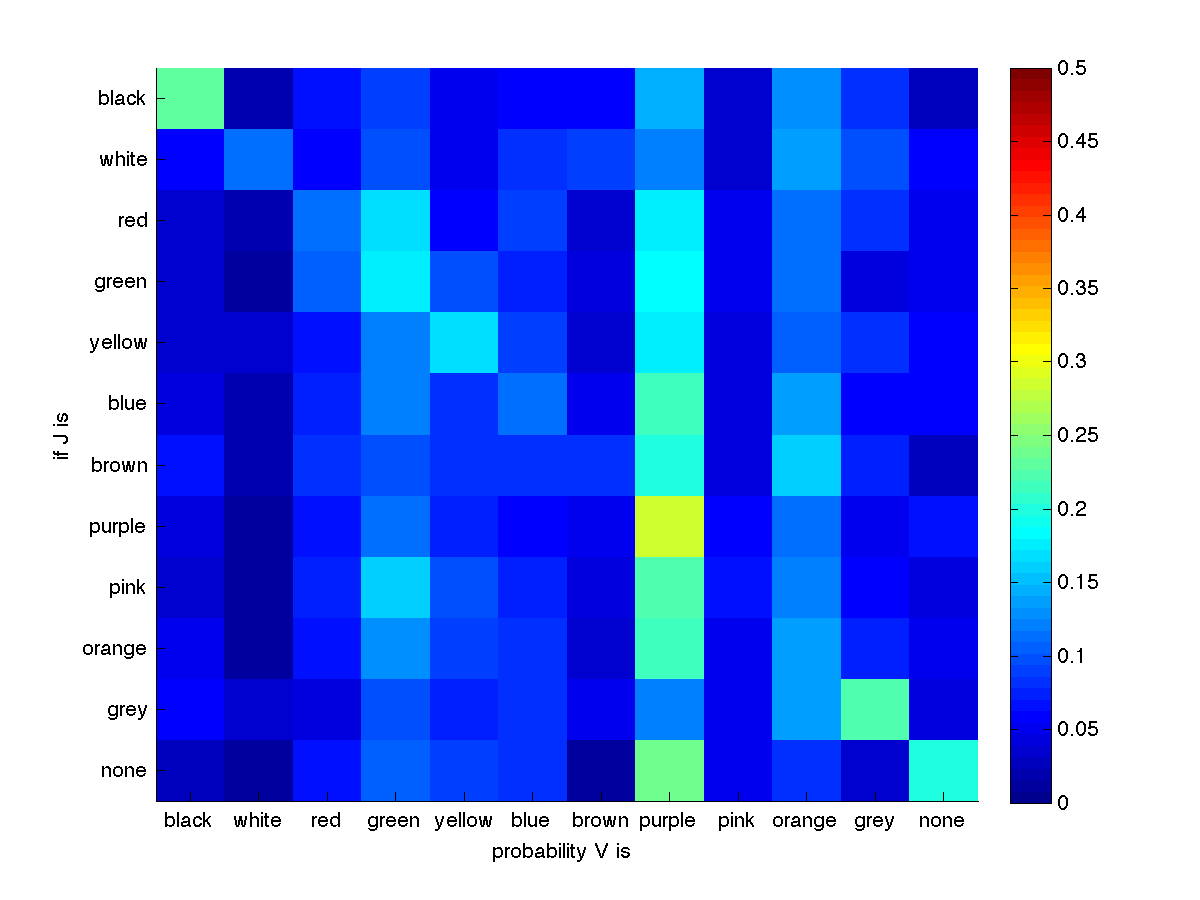 black
white
red
green
yellow
blue
brown
purple
pink
orange
grey
none
if J is
black white red green yellow blue brown purple pink orange grey none
probability V is
0.5
0.45
0.4
0.35
0.3
0.25
0.2
0.15
0.1
0.05
0